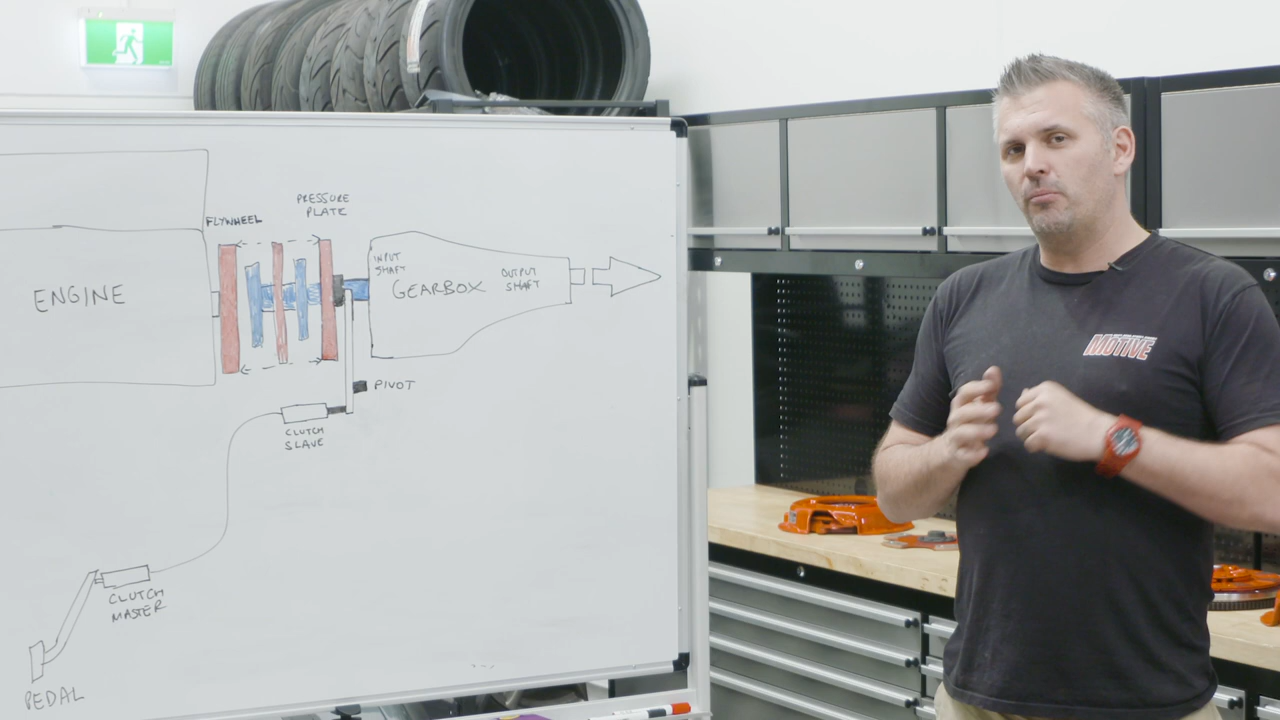 PRESSURE
PLATE
FLYWHEEL
INPUT
SHAFT
ENGINE
GEARBOX
OUTPUT
SHAFT
PIVOT
CLUTCH
SLAVE
CLUTCH
MASTER
PEDAL
MOTIVE